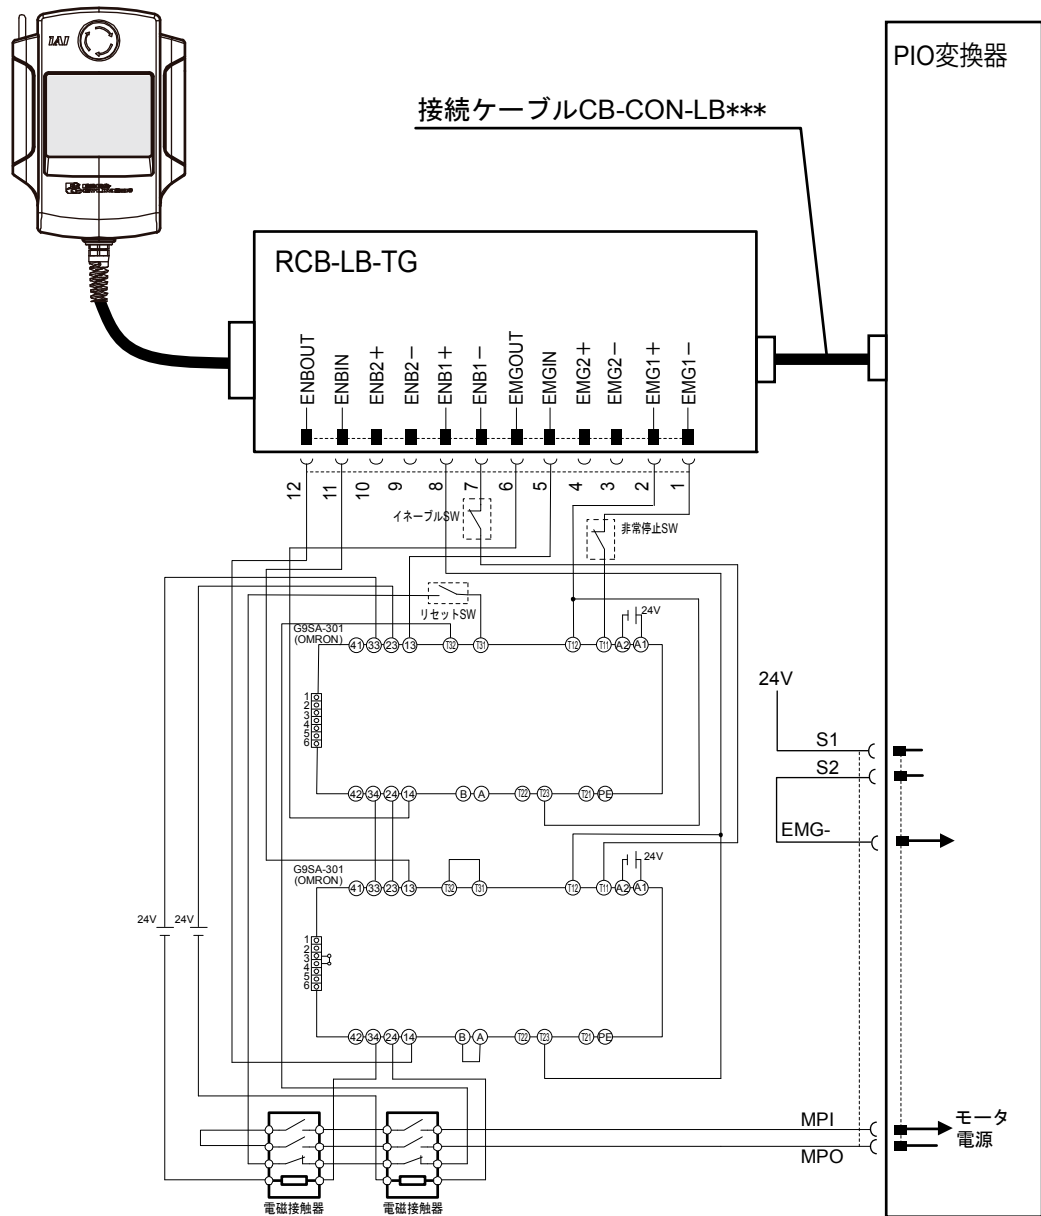 IAI
PIO変換器
接続ケーブルCB-CON-LB***
RCB-LB-TG
ENBOUT
ENBIN
ENB2+
ENB2−
ENB1+
ENB1−
EMGOUT
EMGIN
EMG2+
EMG2−
EMG1+
EMG1−
12
11
10
9
8
7
6
5
4
3
2
1
イネーブルSW
非常停止SW
リセットSW
24V
G9SA-301
(OMRON)
41 33 23 13 T32 T31 T12 T11 A2 A1
1
2
3
4
5
6
42 34 24 14 B A T22 T23 T21 PE
24V
S1
S2
EMG-
G9SA-301
(OMRON)
24V
41 33 23 13 T32 T31 T12 T11 A2 A1
24V 24V
1
2
3
4
5
6
42 34 24 14 B A T22 T23 T21 PE
MPI
MPO
モータ
電源
電磁接触器
電磁接触器